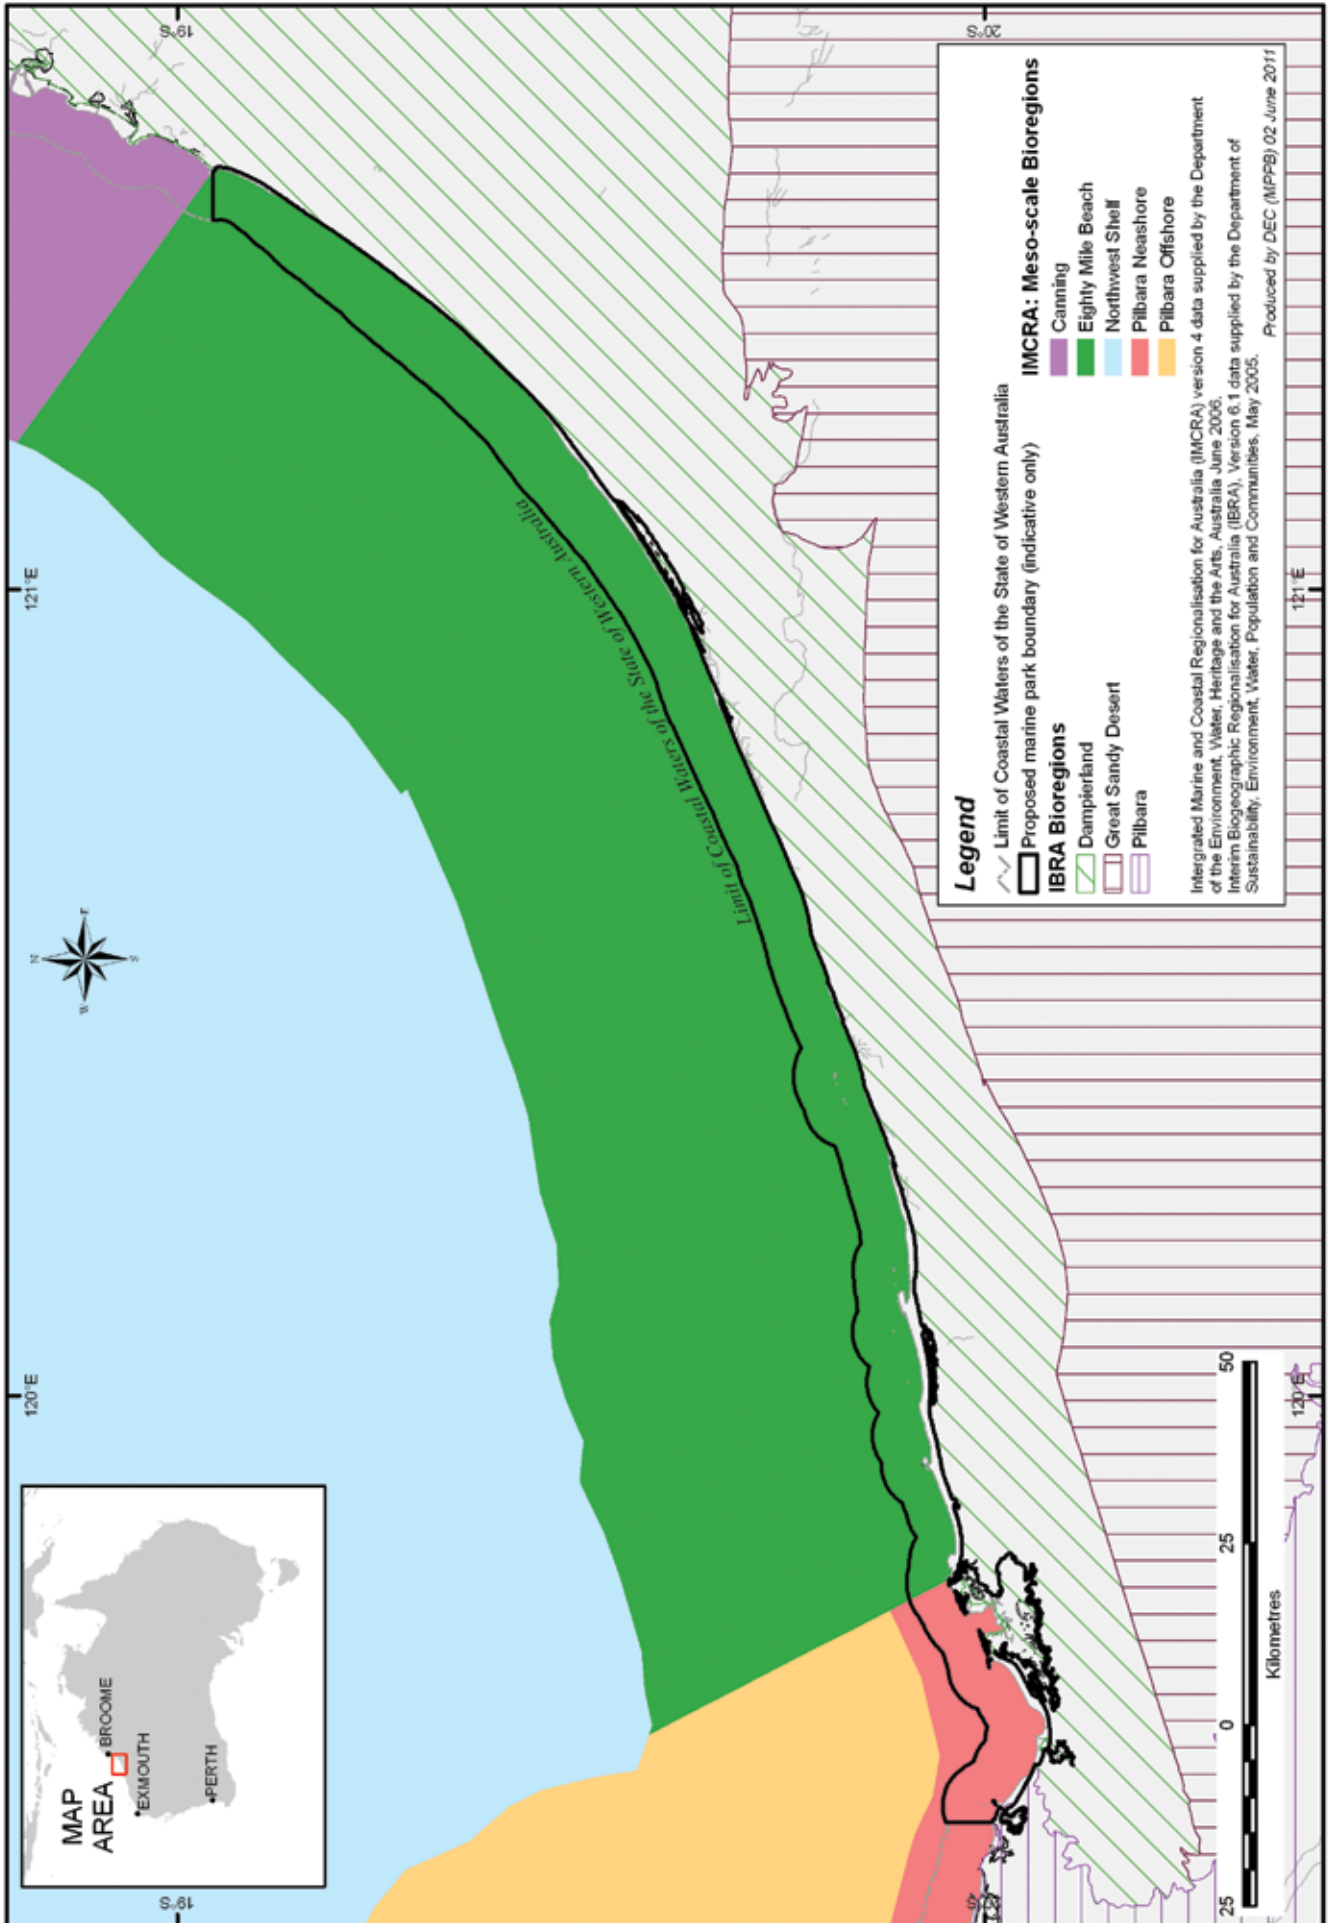 MAP
AREA
BROOME
EXMOUTH
PERTH
N
W
E
S
120°E
121°E
19°S
19°S
20°S
120°E
121°E
Limit of Coastal Waters of the State of Western Australia
25
0
25
50
Kilometres
Legend
Limit of Coastal Waters of the State of Western Australia
Proposed marine park boundary (indicative only)
IBRA Bioregions
Dampierland
Great Sandy Desert
Pilbara
IMCRA: Meso-scale Bioregions
Canning
Eighty Mile Beach
Northwest Shelf
Pilbara Neashore
Pilbara Offshore
Intergrated Marine and Coastal Regionalisation for Australia (IMCRA) version 4 data supplied by the Department
of the Environment, Water, Heritage and the Arts, Australia June 2006.
Interim Biogeographic Regionalisation for Australia (IBRA), Version 6.1 data supplied by the Department of
Sustainability, Environment, Water, Population and Communities, May 2005.
Produced by DEC (MPPB) 02 June 2011